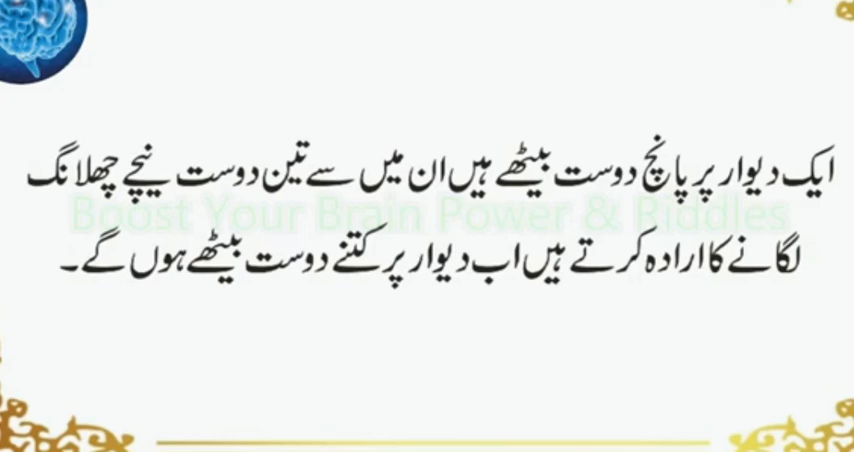 ایک دیوار پر پانچ دوست بیٹھے ہیں ان میں سے تین دوست نیچے چھلانگ
Boost Your Brain Power & Riddles
لگانے کا ارادہ کرتے ہیں اب دیوار پر کتنے دوست بیٹھے ہوں گے۔